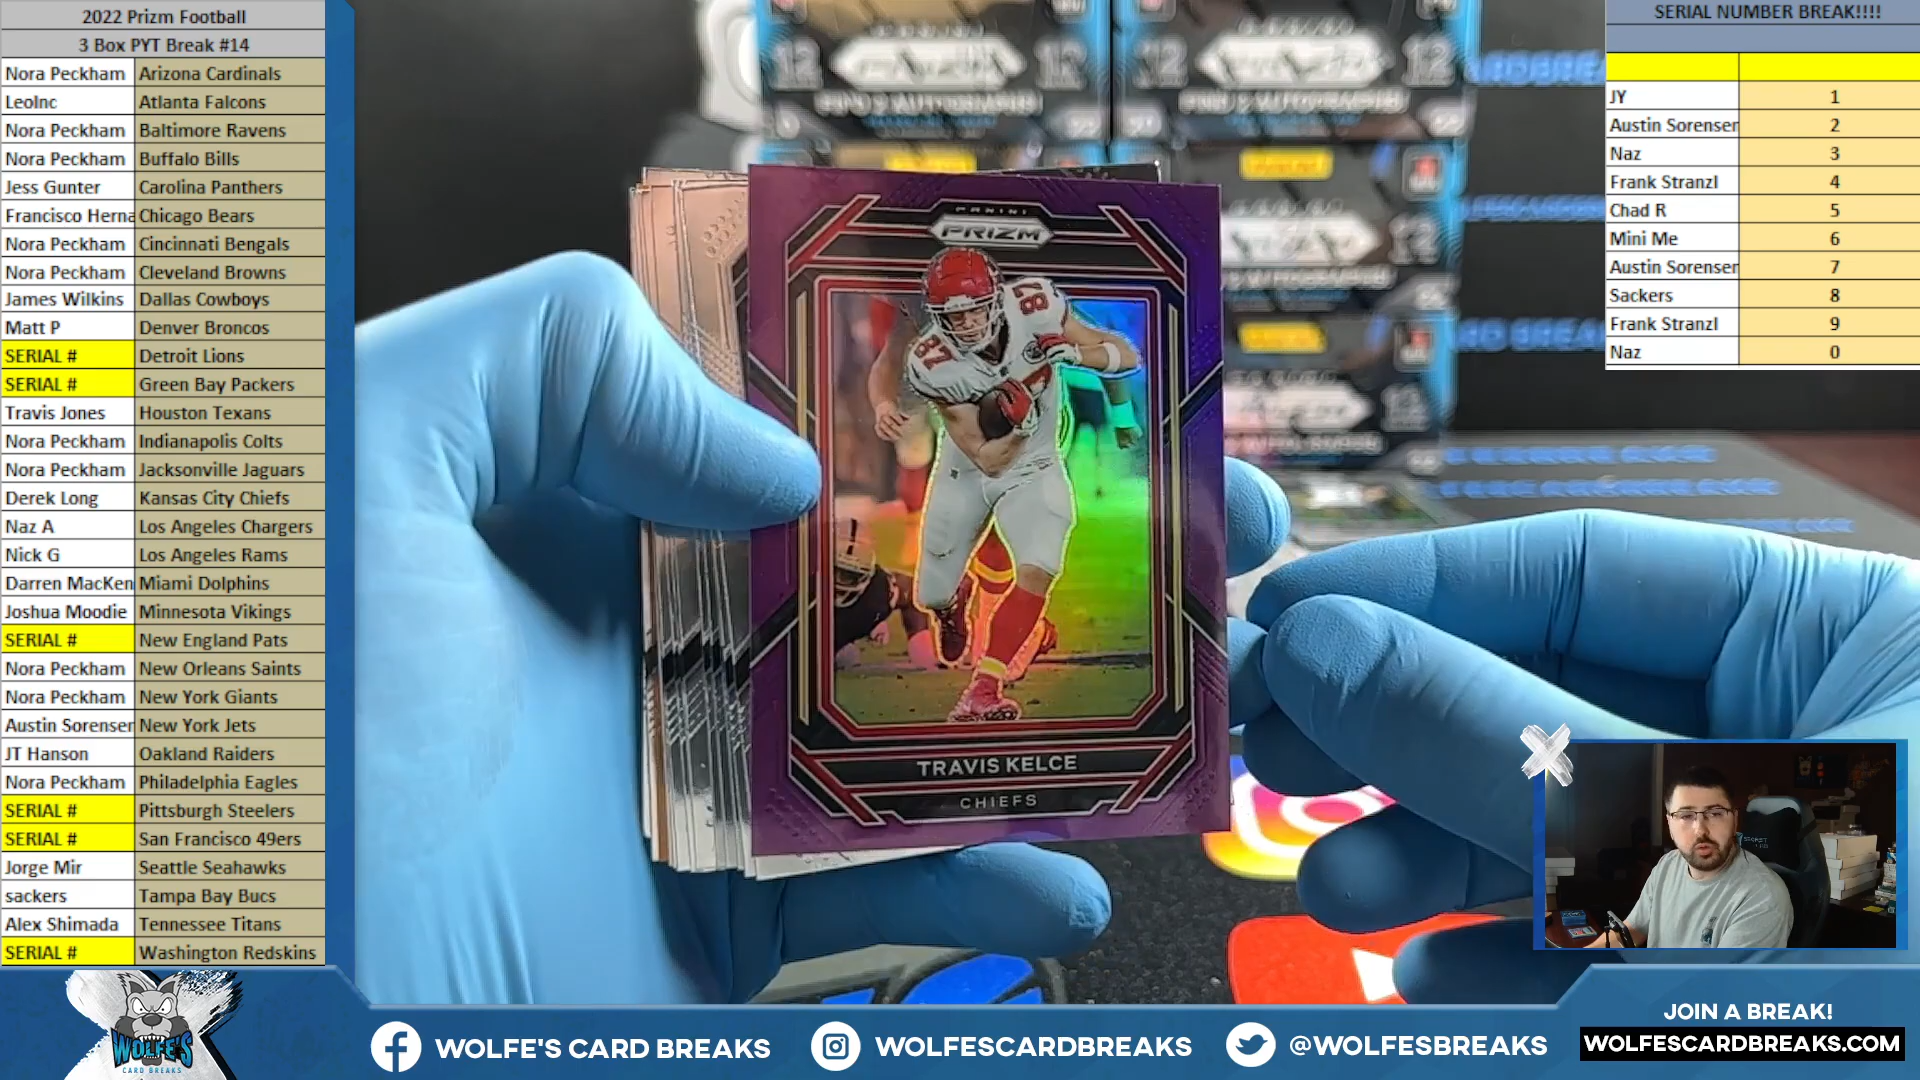 2022 Prizm Football
3 Box PYT Break #14
Nora Peckham Arizona Cardinals
LeoInc Atlanta Falcons
Nora Peckham Baltimore Ravens
Nora Peckham Buffalo Bills
Jess Gunter Carolina Panthers
Francisco Herna Chicago Bears
Nora Peckham Cincinnati Bengals
Nora Peckham Cleveland Browns
James Wilkins Dallas Cowboys
Matt P Denver Broncos
SERIAL # Detroit Lions
SERIAL # Green Bay Packers
Travis Jones Houston Texans
Nora Peckham Indianapolis Colts
Nora Peckham Jacksonville Jaguars
Derek Long Kansas City Chiefs
Naz A Los Angeles Chargers
Nick G Los Angeles Rams
Darren MacKen Miami Dolphins
Joshua Moodie Minnesota Vikings
SERIAL # New England Pats
Nora Peckham New Orleans Saints
Nora Peckham New York Giants
Austin Sorensen New York Jets
JT Hanson Oakland Raiders
Nora Peckham Philadelphia Eagles
SERIAL # Pittsburgh Steelers
SERIAL # San Francisco 49ers
Jorge Mir Seattle Seahawks
sackers Tampa Bay Bucs
Alex Shimada Tennessee Titans
SERIAL # Washington Redskins
SERIAL NUMBER BREAK!!!!
JY 1
Austin Sorensen 2
Naz 3
Frank Stranzl 4
Chad R 5
Mini Me 6
Austin Sorensen 7
Sackers 8
Frank Stranzl 9
Naz 0
PANINI
PRIZM
87
87
TRAVIS KELCE
CHIEFS
WOLFE'S
CARD BREAKS
WOLFE'S CARD BREAKS
WOLFESCARDBREAKS
@WOLFESBREAKS
JOIN A BREAK!
WOLFESCARDBREAKS.COM